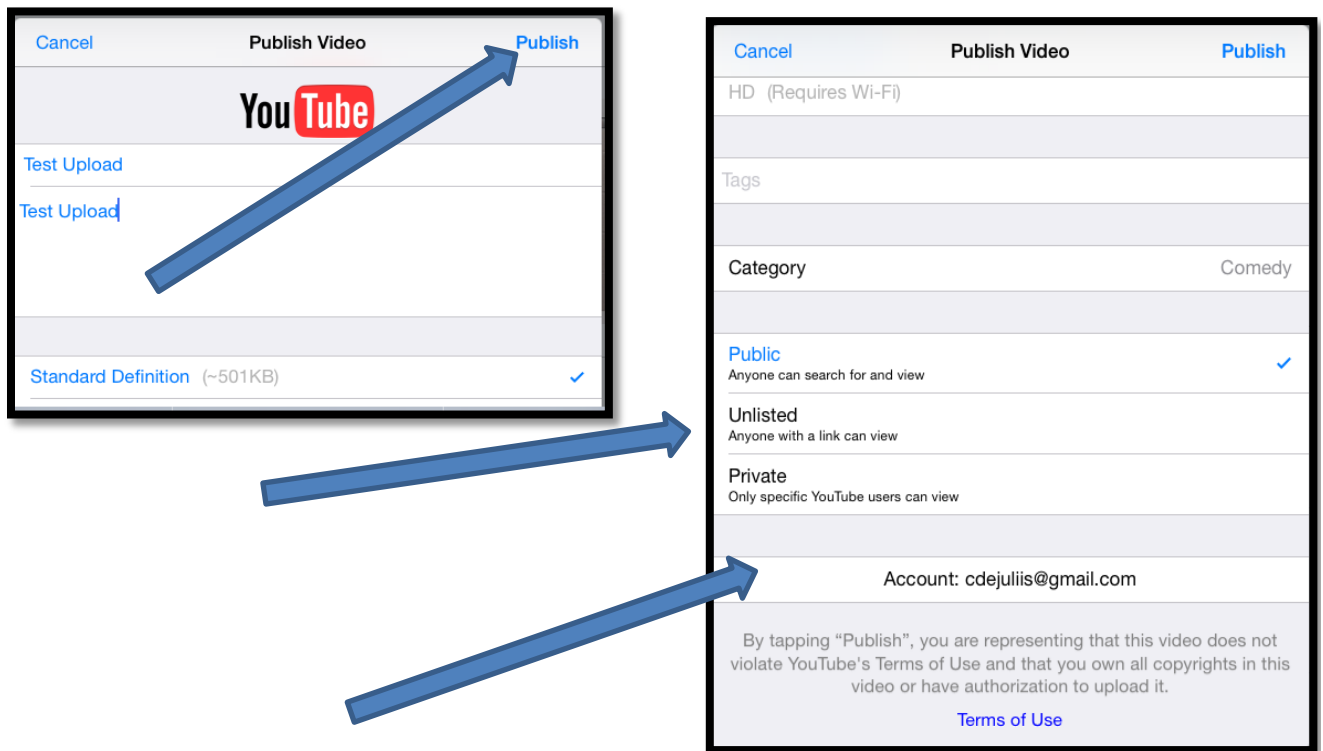 Cancel Publish Video Publish
YouTube
Test Upload
Test Upload
Standard Definition (~501KB)
Cancel Publish Video Publish
HD (Requires Wi-Fi)
Tags
Category Comedy
Public
Anyone can search for and view
Unlisted
Anyone with a link can view
Private
Only specific YouTube users can view
Account: cdejuliis@gmail.com
By tapping “Publish”, you are representing that this video does not
violate YouTube's Terms of Use and that you own all copyrights in this
video or have authorization to upload it.
Terms of Use